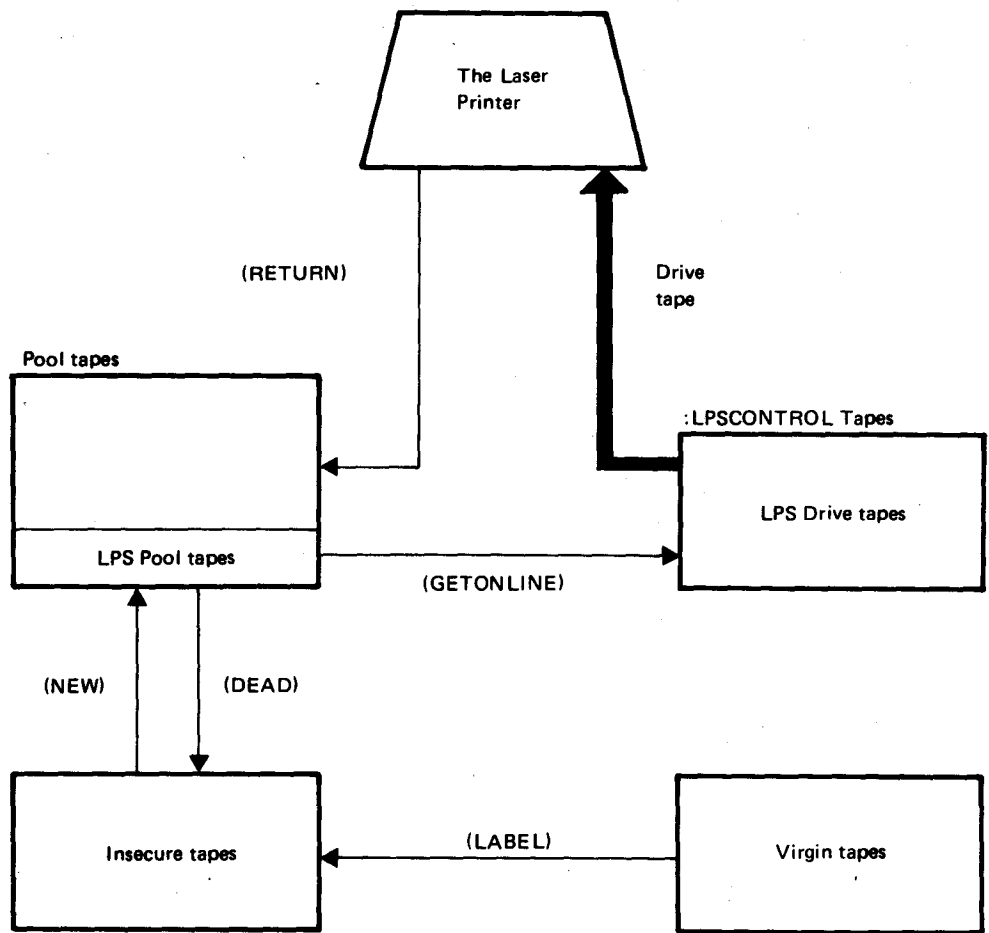 The Laser
Printer
(RETURN)
Drive
tape
Pool tapes
:LPSCONTROL Tapes
LPS Drive tapes
LPS Pool tapes
(GETONLINE)
(NEW)
(DEAD)
Insecure tapes
(LABEL)
Virgin tapes